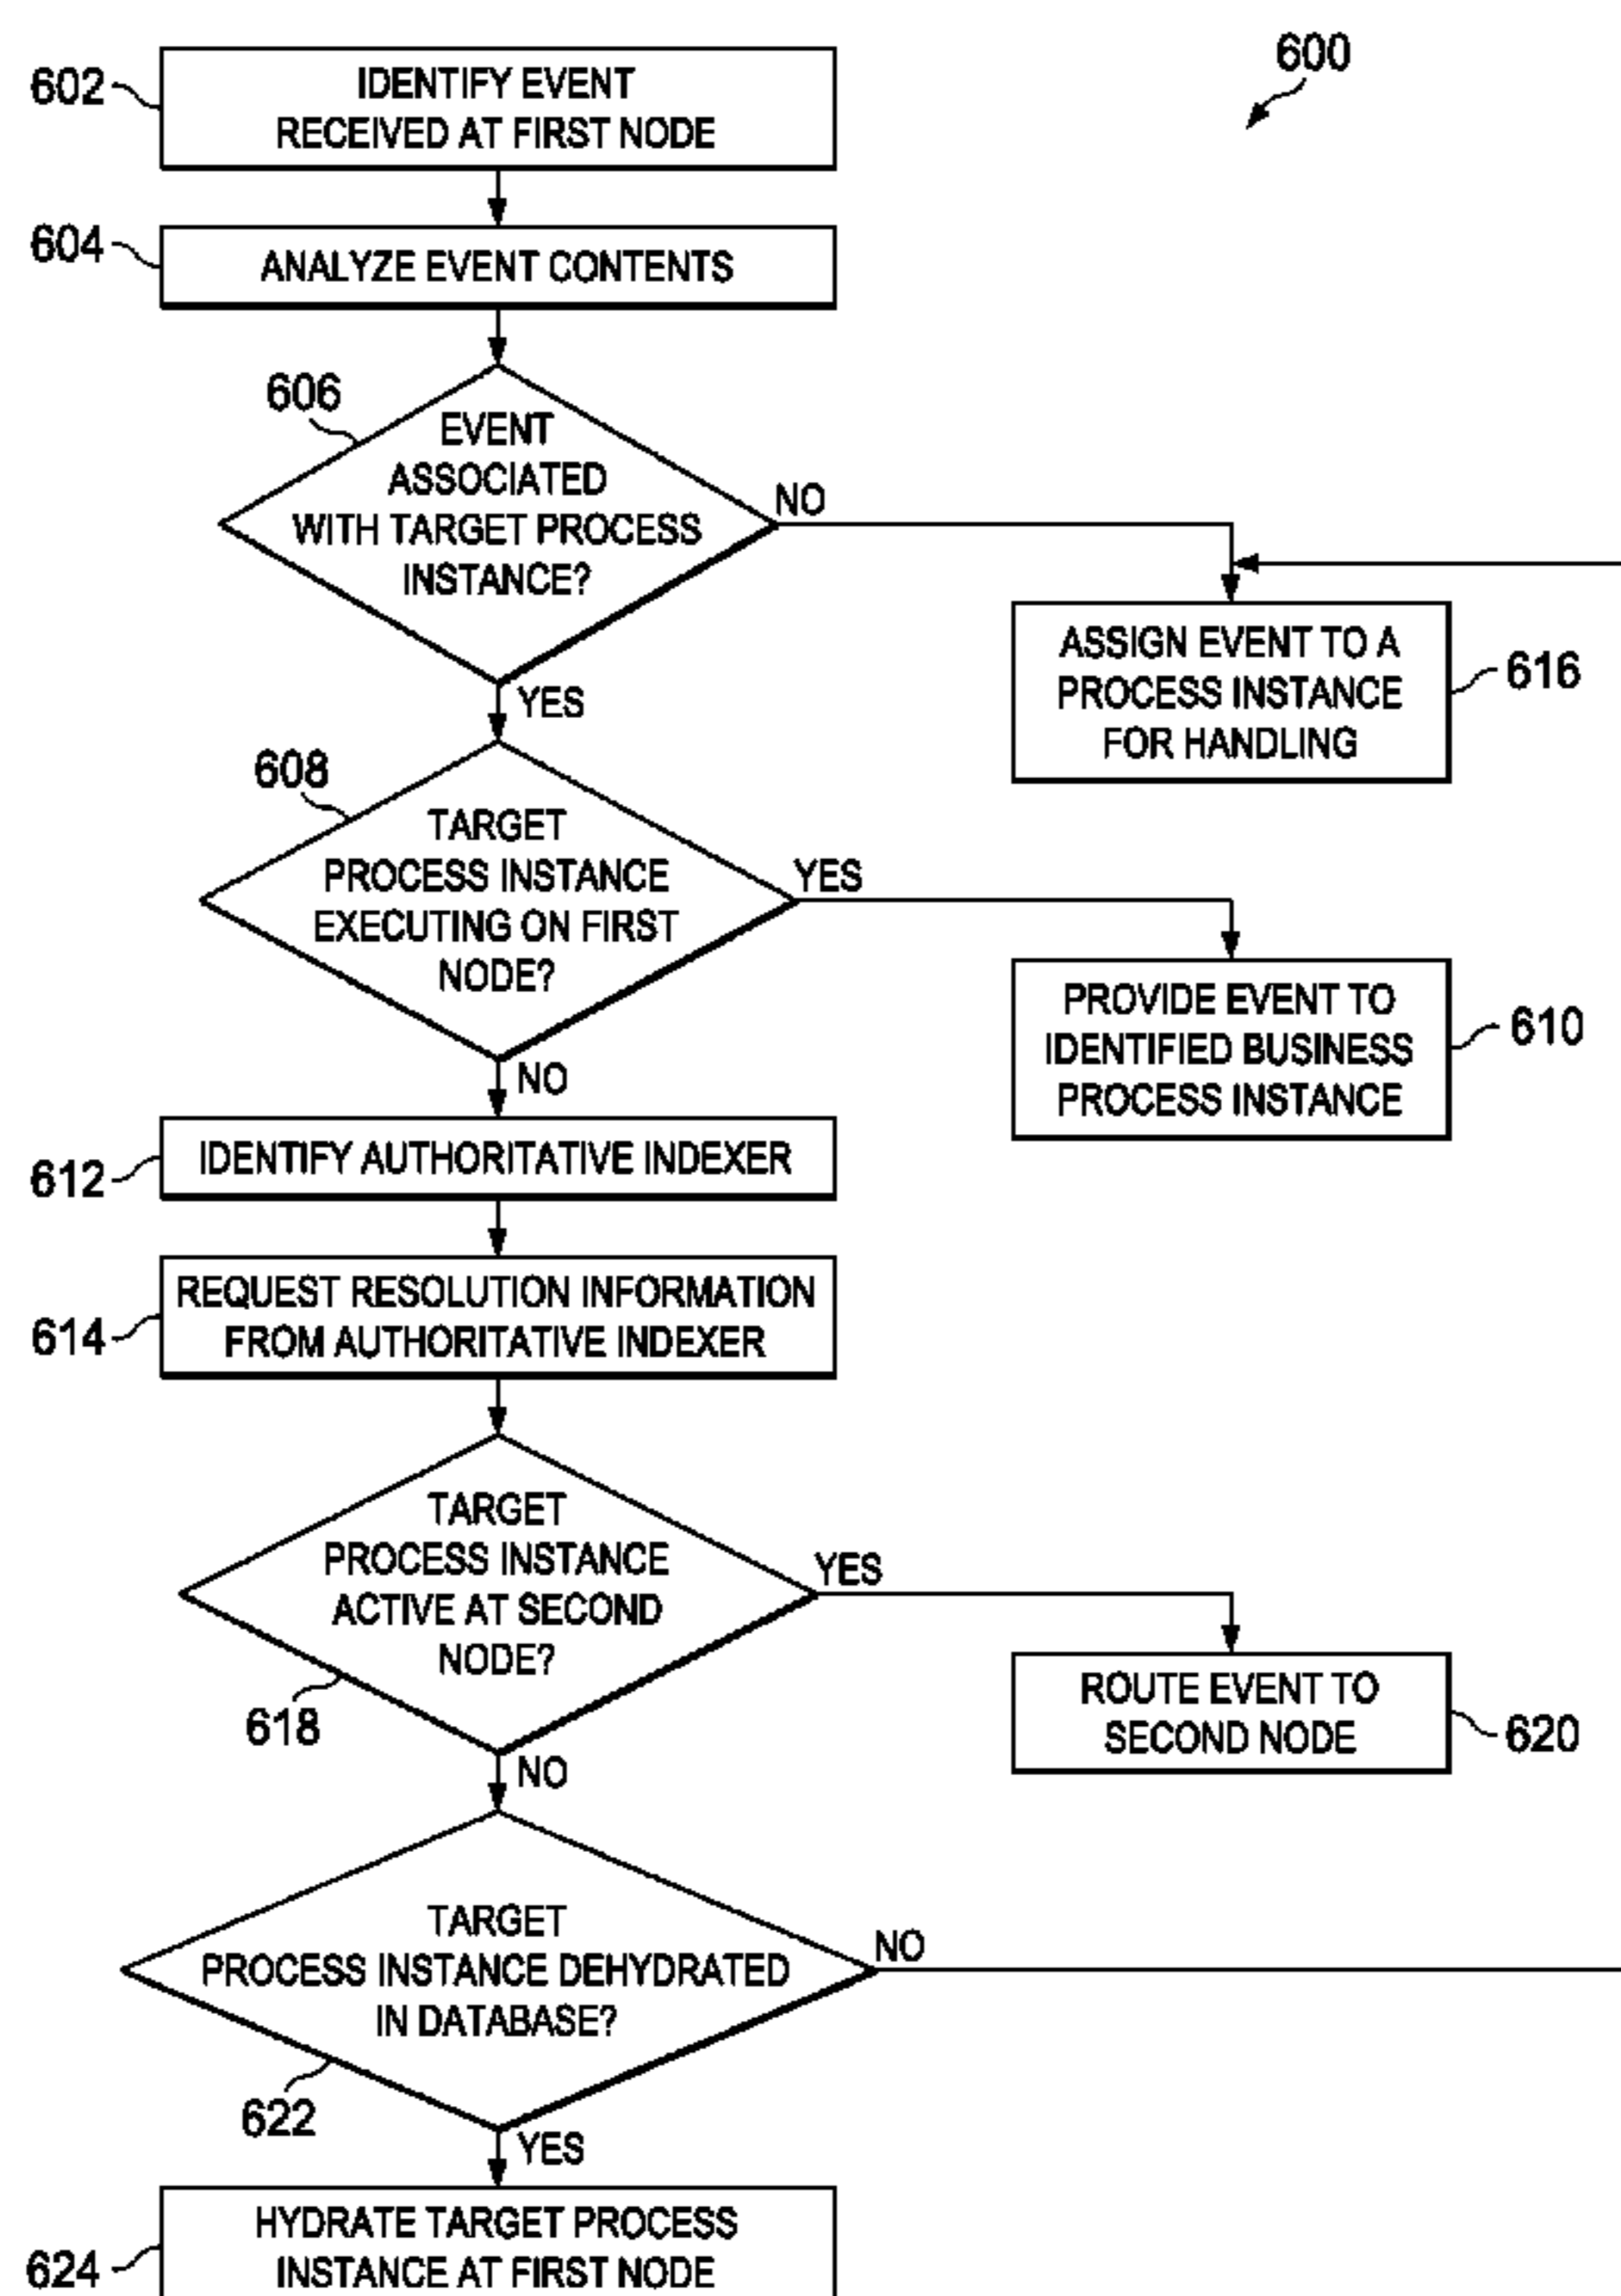 600
602
IDENTIFY EVENT
RECEIVED AT FIRST NODE
604
ANALYZE EVENT CONTENTS
606
EVENT
ASSOCIATED
WITH TARGET PROCESS
INSTANCE?
NO
YES
ASSIGN EVENT TO A
PROCESS INSTANCE
FOR HANDLING
616
608
TARGET
PROCESS INSTANCE
EXECUTING ON FIRST
NODE?
YES
NO
PROVIDE EVENT TO
IDENTIFIED BUSINESS
PROCESS INSTANCE
610
612
IDENTIFY AUTHORITATIVE INDEXER
614
REQUEST RESOLUTION INFORMATION
FROM AUTHORITATIVE INDEXER
TARGET
PROCESS INSTANCE
ACTIVE AT SECOND
NODE?
618
YES
NO
ROUTE EVENT TO
SECOND NODE
620
TARGET
PROCESS INSTANCE DEHYDRATED
IN DATABASE?
622
NO
YES
624
HYDRATE TARGET PROCESS
INSTANCE AT FIRST NODE